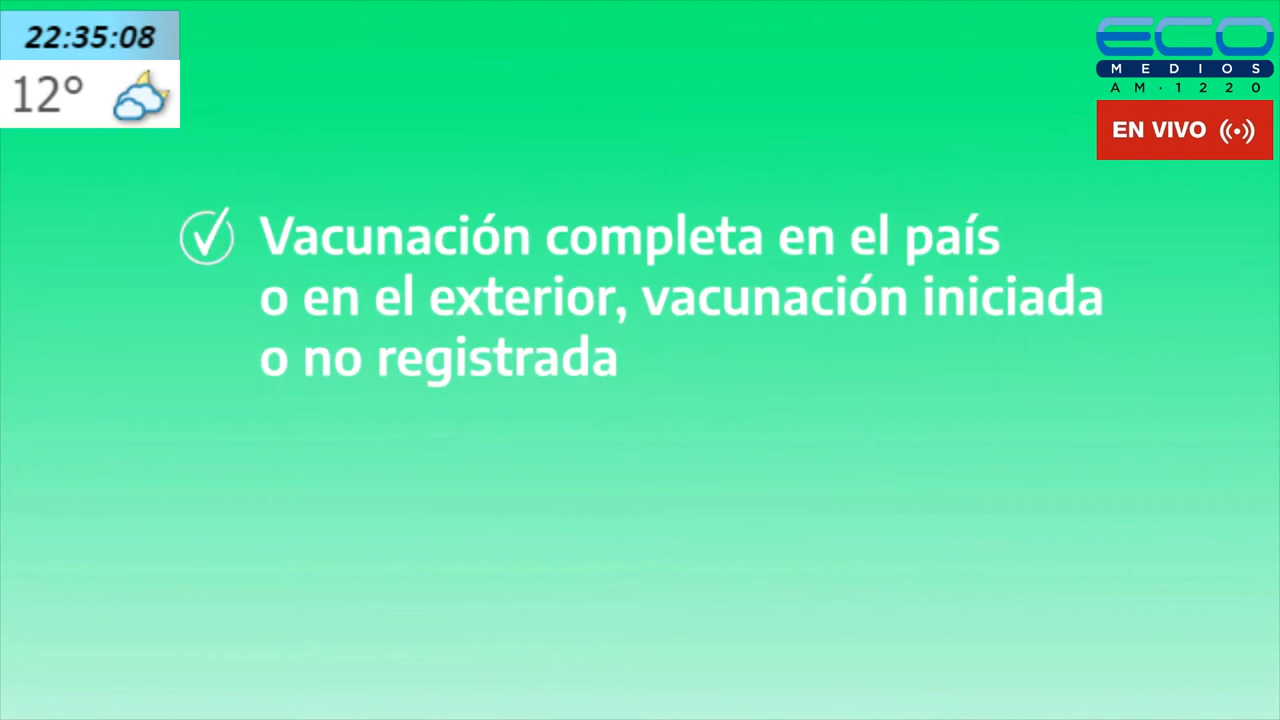 22:35:08
12°
ECO
MEDIOS
AM·1220
EN VIVO
Vacunación completa en el país
o en el exterior, vacunación iniciada
o no registrada